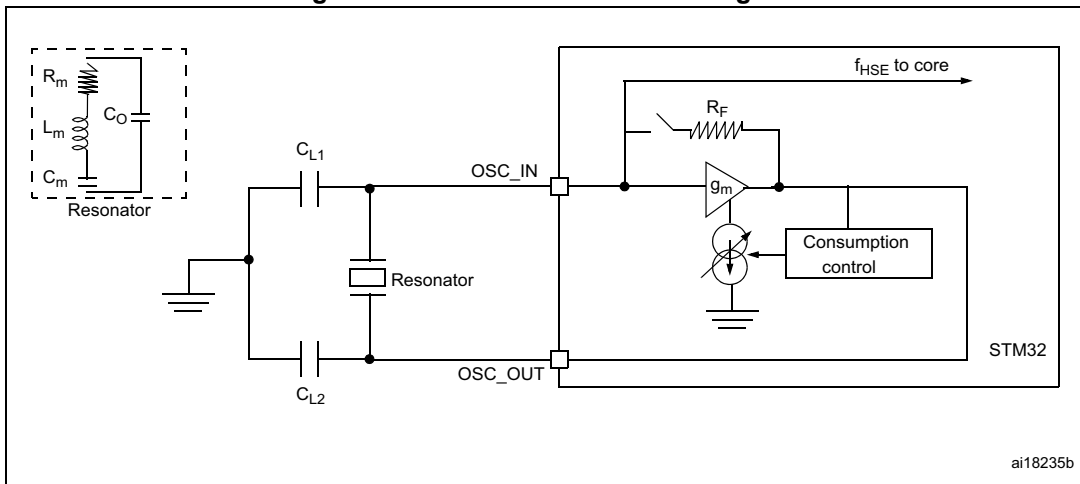 f_HSE to core
R_m
R_F
C_O
L_m
C_L1
C_m
OSC_IN
g_m
Resonator
Consumption
control
Resonator
STM32
OSC_OUT
C_L2
ai18235b